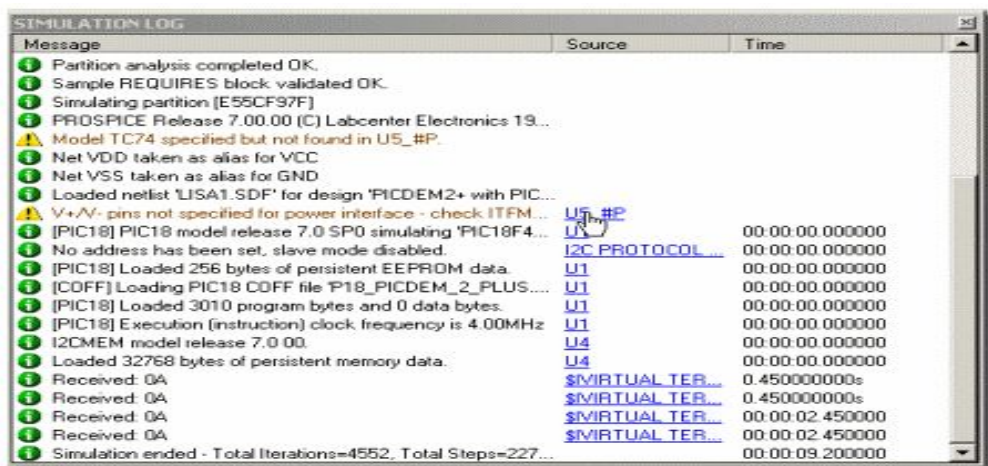 SIMULATION LOG
Message Source Time
Partition analysis completed OK.
Sample REQUIRES block validated OK.
Simulating partition [E55CF97F]
PROSPICE Release 7.00.00 (C) Labcenter Electronics 19...
Model TC74 specified but not found in U5_#P.
Net VDD taken as alias for VCC
Net VSS taken as alias for GND
Loaded netlist 'LISA1.SDF' for design 'PICDEM2+ with PIC...
V+/V- pins not specified for power interface - check ITFM... U5_#P
[PIC18] PIC18 model release 7.0 SP0 simulating 'PIC18F4... 00:00:00.000000
No address has been set, slave mode disabled. I2C PROTOCOL ... 00:00:00.000000
[PIC18] Loaded 256 bytes of persistent EEPROM data. U1 00:00:00.000000
[COFF] Loading PIC18 COFF file 'P18_PICDEM_2_PLUS.... U1 00:00:00.000000
[PIC18] Loaded 3010 program bytes and 0 data bytes. U1 00:00:00.000000
[PIC18] Execution (instruction) clock frequency is 4.00MHz U1 00:00:00.000000
I2CMEM model release 7.0 00. U4 00:00:00.000000
Loaded 32768 bytes of persistent memory data. U4 00:00:00.000000
Received: 0A $IVIRTUAL TER... 0.450000000s
Received: 0A $IVIRTUAL TER... 0.450000000s
Received: 0A $IVIRTUAL TER... 00:00:02.450000
Received: 0A $IVIRTUAL TER... 00:00:02.450000
Simulation ended - Total Iterations=4552, Total Steps=227... 00:00:09.200000